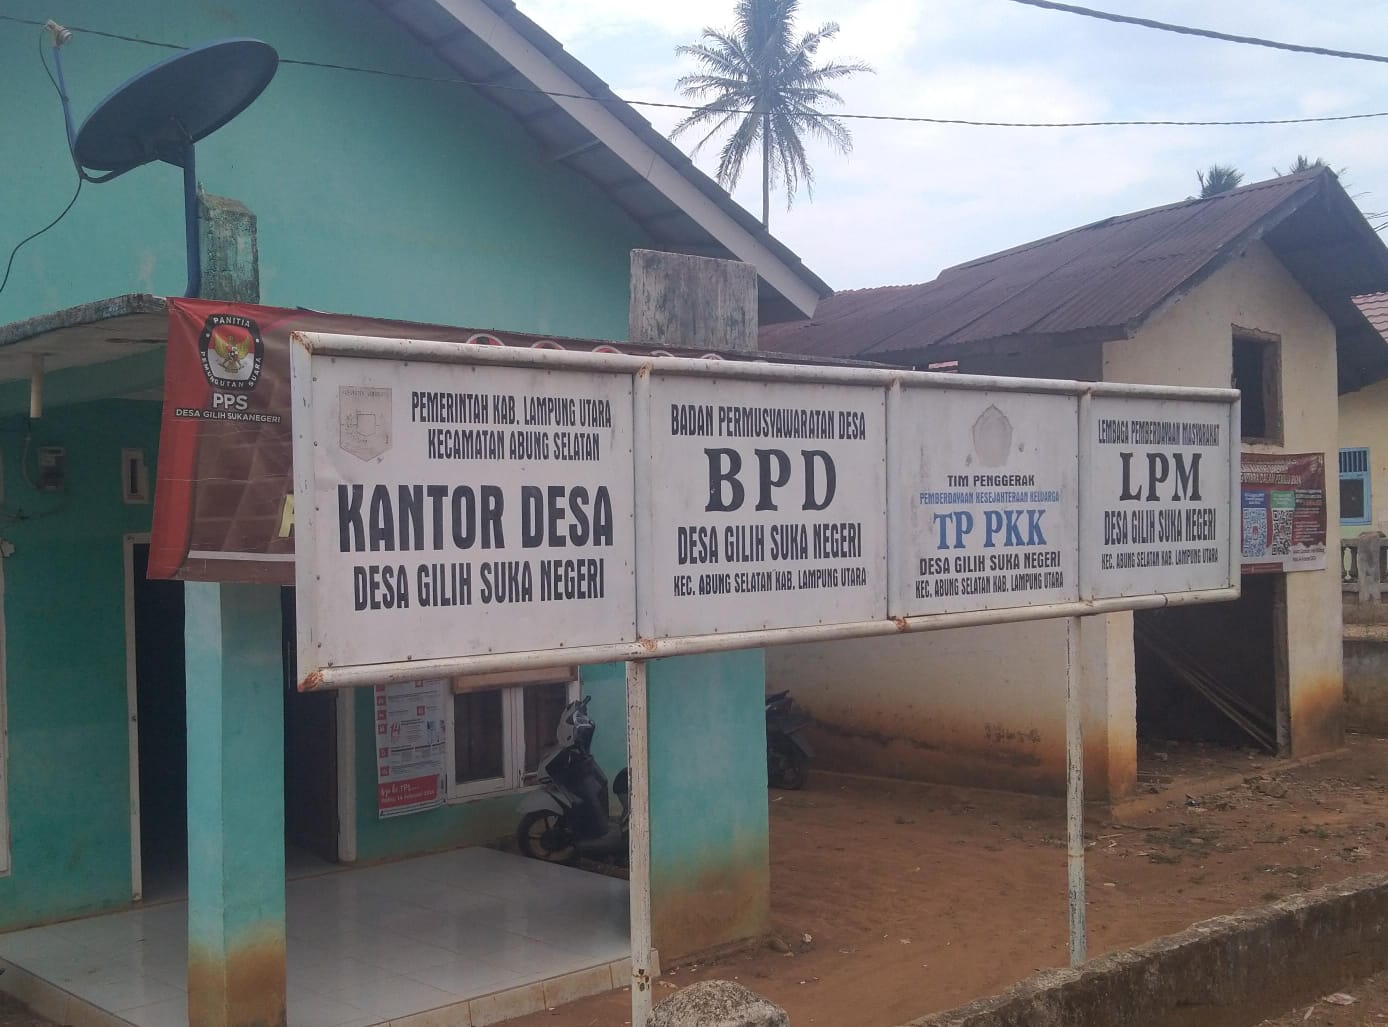 PANITIA
PEMUNGUTAN SUARA
PPS
DESA GILIH SUKANEGERI
PEMERINTAH KAB. LAMPUNG UTARA
KECAMATAN ABUNG SELATAN
KANTOR DESA
DESA GILIH SUKA NEGERI
BADAN PERMUSYAWARATAN DESA
BPD
DESA GILIH SUKA NEGERI
KEC. ABUNG SELATAN KAB. LAMPUNG UTARA
TIM PENGGERAK
PEMBERDAYAAN KESEJAHTERAAN KELUARGA
TP PKK
DESA GILIH SUKA NEGERI
KEC. ABUNG SELATAN KAB. LAMPUNG UTARA
LEMBAGA PEMBERDAYAAN MASYARAKAT
LPM
DESA GILIH SUKA NEGERI
KEC. ABUNG SELATAN KAB. LAMPUNG UTARA